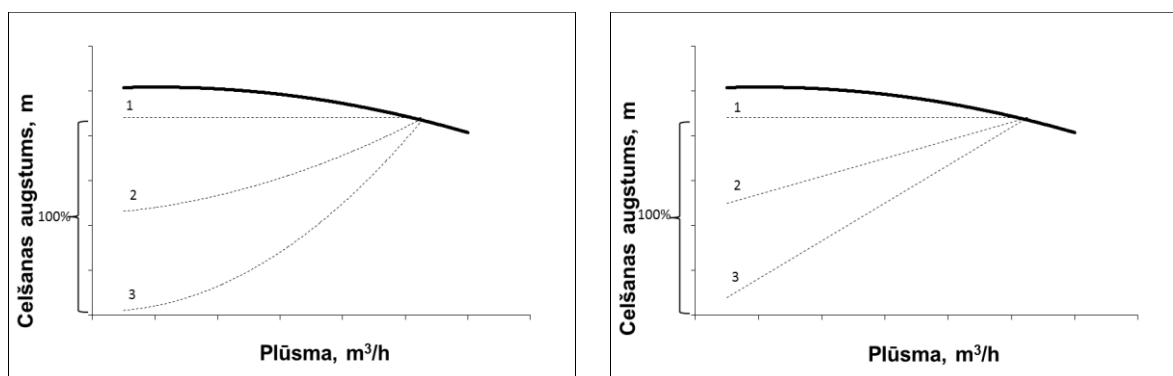 Celšanas augstums, m
1
100%
2
3
Plūsma, m³/h
Celšanas augstums, m
1
100%
2
3
Plūsma, m³/h